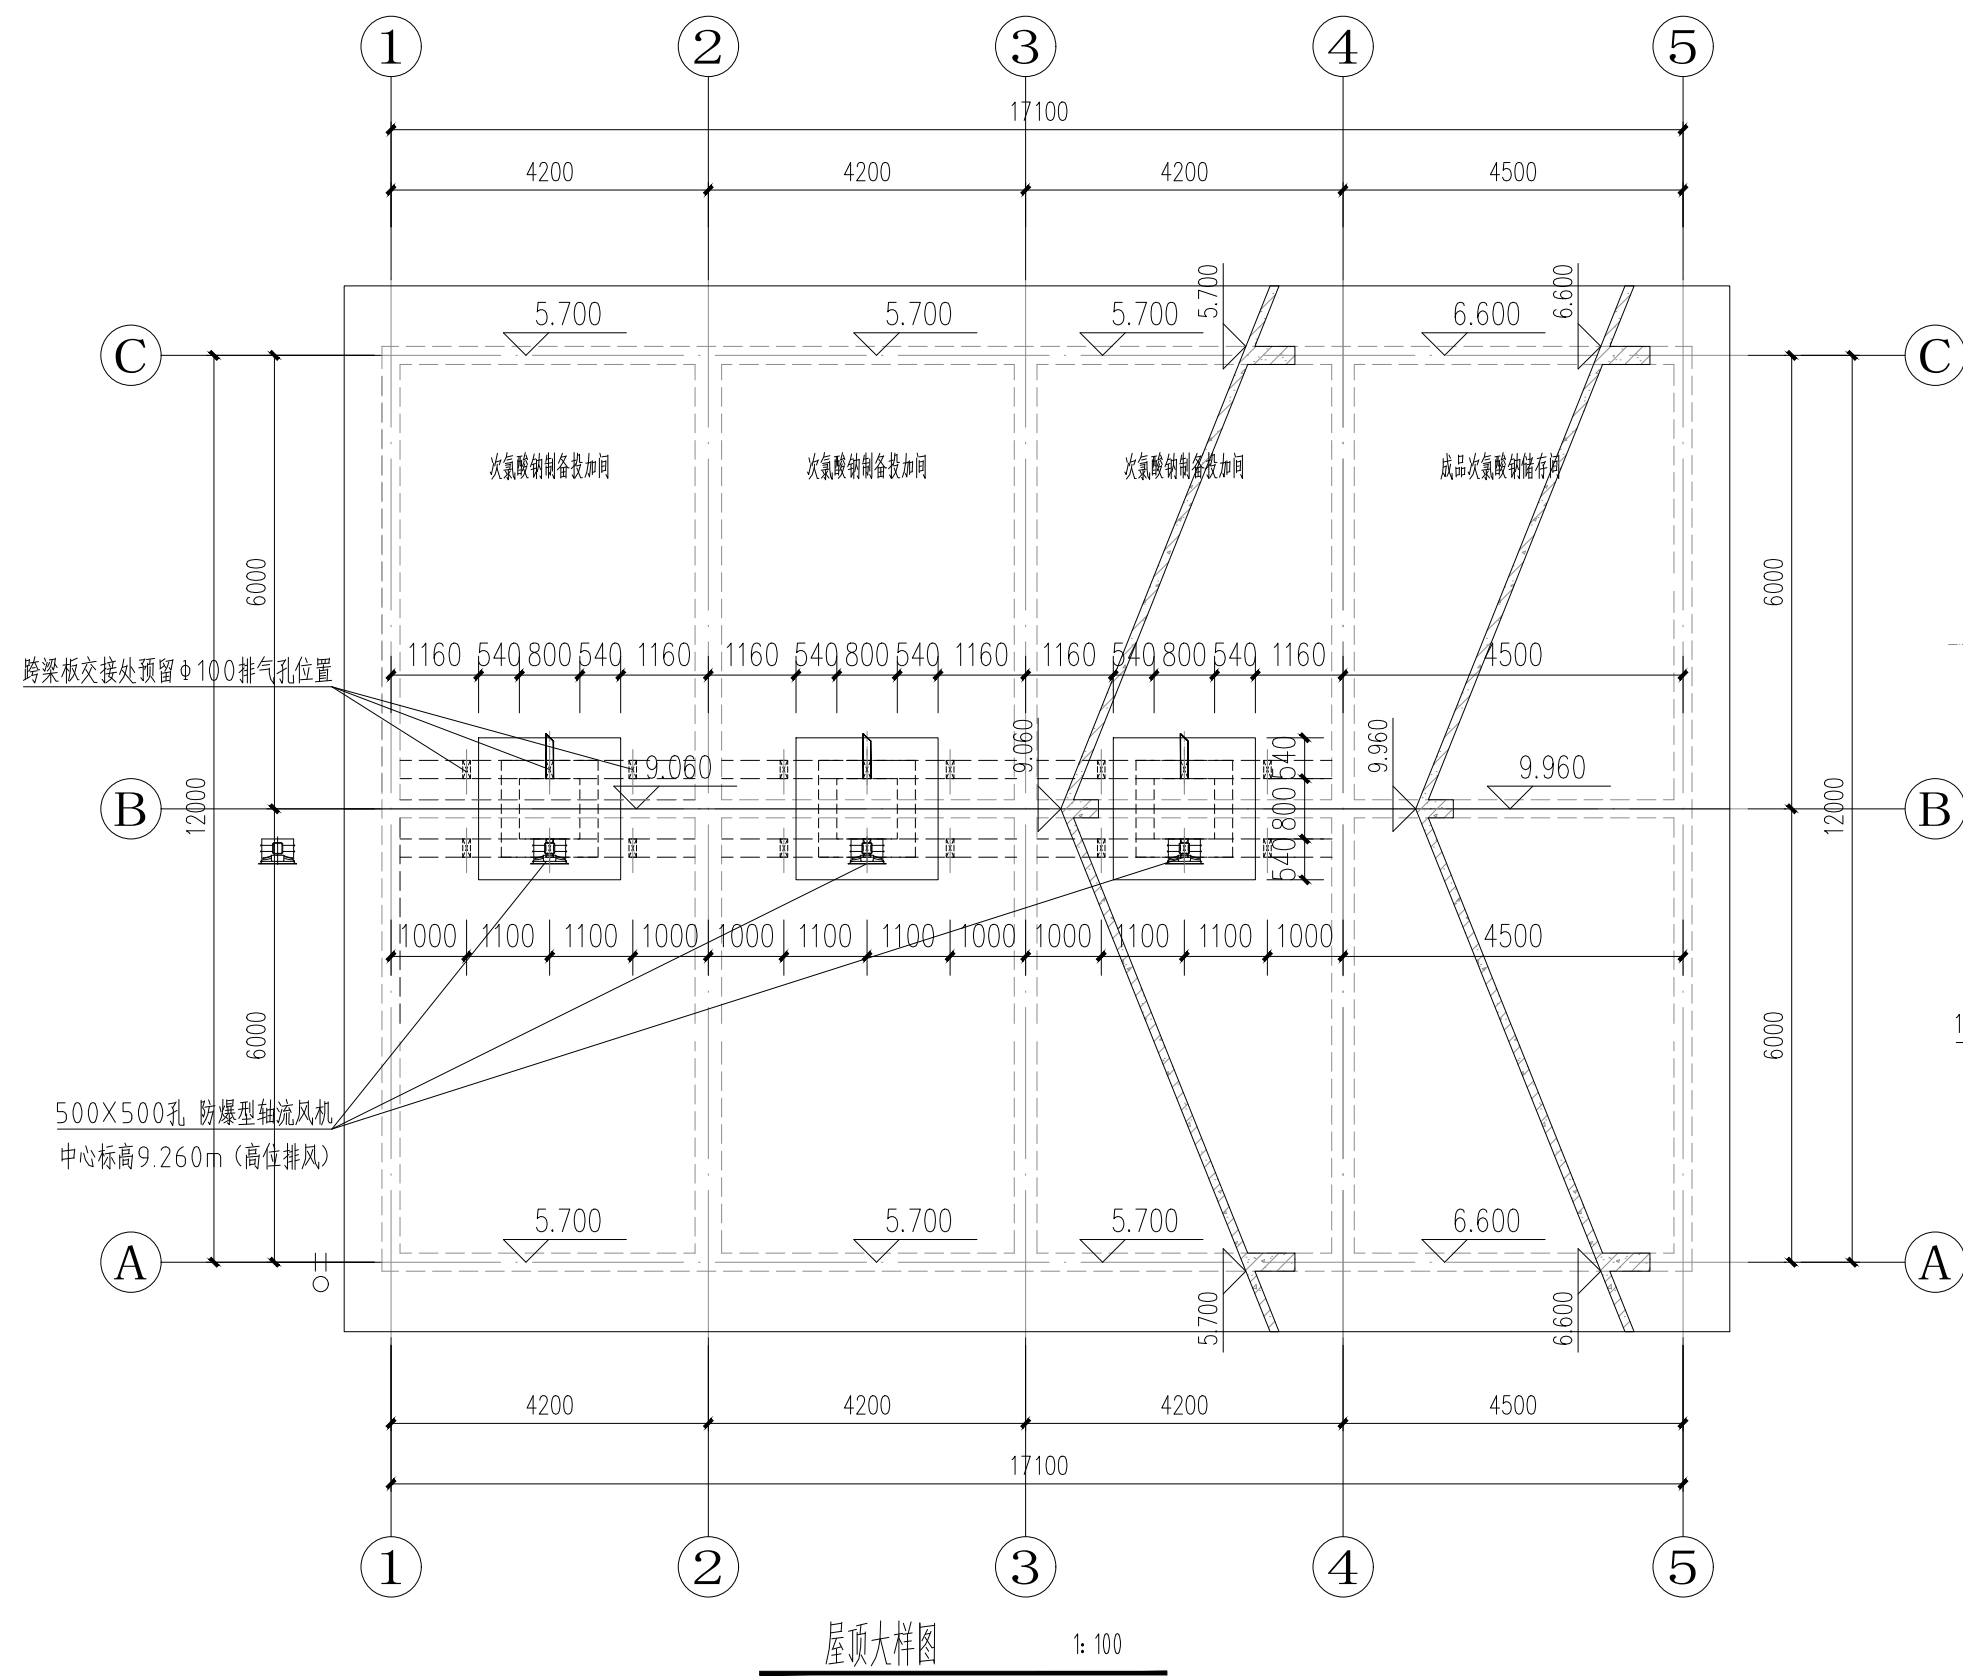 1 2 3 4 5
17100
4200 4200 4200 4500
5.700 6.600
5.700 5.700 5.700 6.600
C C
次氯酸钠制备投加间 次氯酸钠制备投加间 次氯酸钠制备投加间 成品次氯酸钠储存间
6000 6000
1160 540 800 540 1160 1160 540 800 540 1160 1160 540 800 540 1160 4500
跨梁板交接处预留Φ100排气孔位置
9.060 9.960
9.060 9.960
540
800
540
B B
12000 12000
1000 1100 1100 1000 1000 1100 1100 1000 1000 1100 1100 1000 4500
6000 6000
500X500孔 防爆型轴流风机
中心标高9.260m（高位排风）
5.700 5.700 5.700 6.600
A A
5.700 6.600
4200 4200 4200 4500
17100
1 2 3 4 5
屋顶大样图 1:100